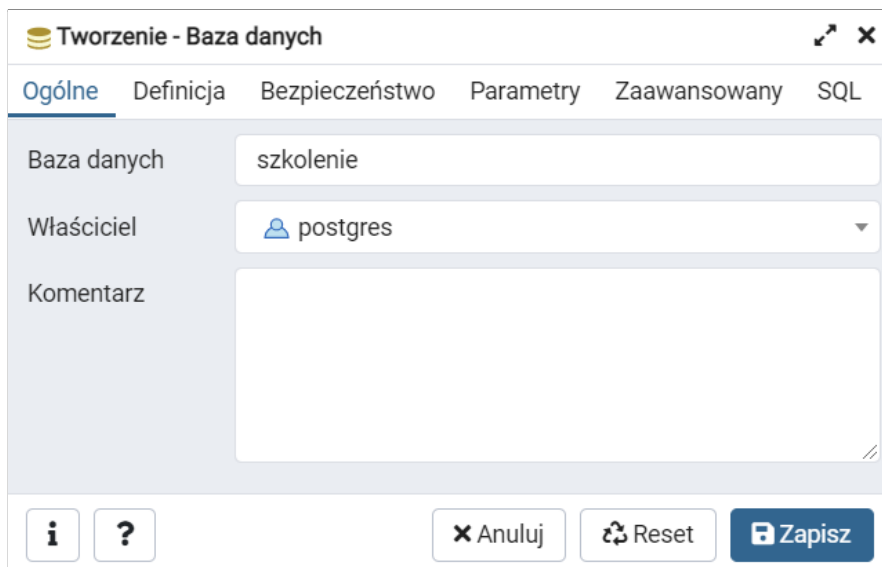 Tworzenie - Baza danych
Ogólne Definicja Bezpieczeństwo Parametry Zaawansowany SQL
Baza danych szkolenie
Właściciel postgres
Komentarz
i ? Anuluj Reset Zapisz